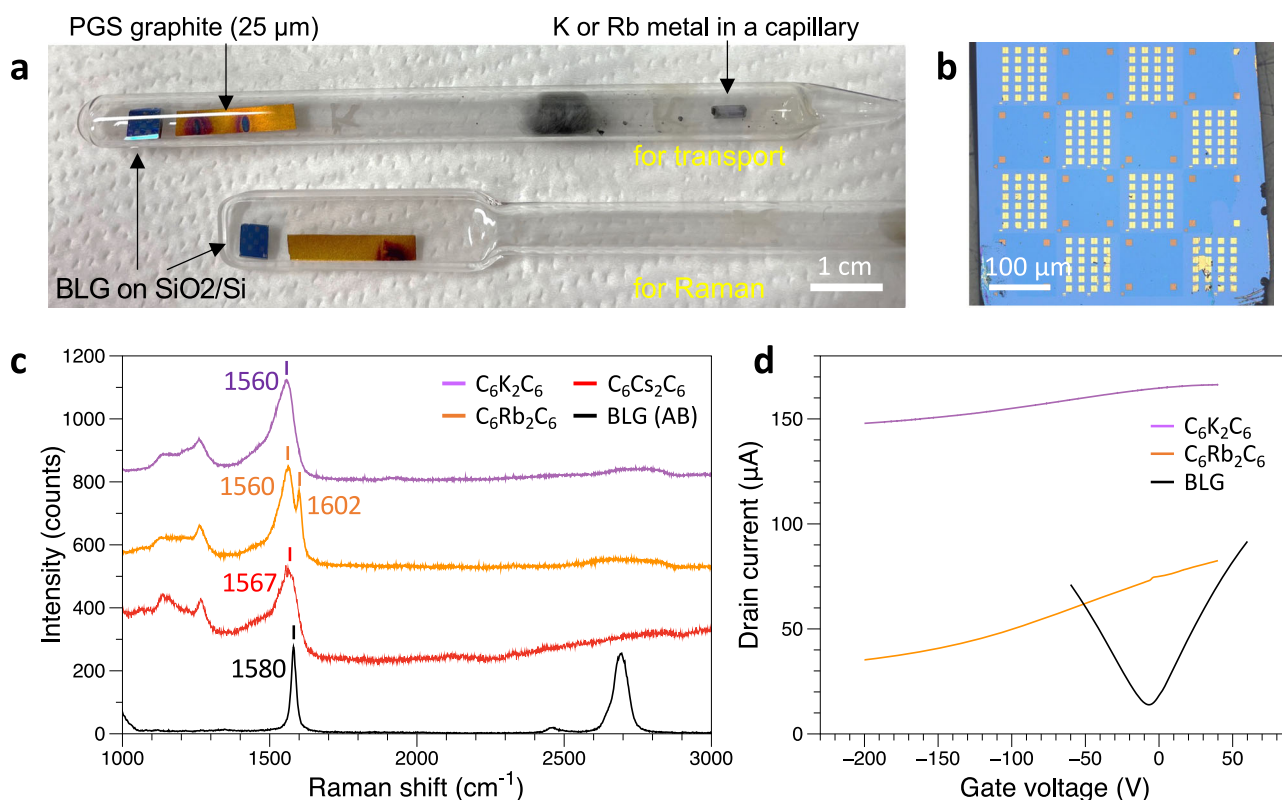 PGS graphite (25 µm)
K or Rb metal in a capillary
a
for transport
for Raman
BLG on SiO2/Si
1 cm
b
100 µm
c
1200
1000
800
600
400
200
0
Intensity (counts)
1560
1560
1602
1567
1580
C₆K₂C₆
C₆Rb₂C₆
C₆Cs₂C₆
BLG (AB)
1000
1500
2000
2500
3000
Raman shift (cm⁻¹)
d
150
100
50
0
Drain current (µA)
C₆K₂C₆
C₆Rb₂C₆
BLG
−200
−150
−100
−50
0
50
Gate voltage (V)